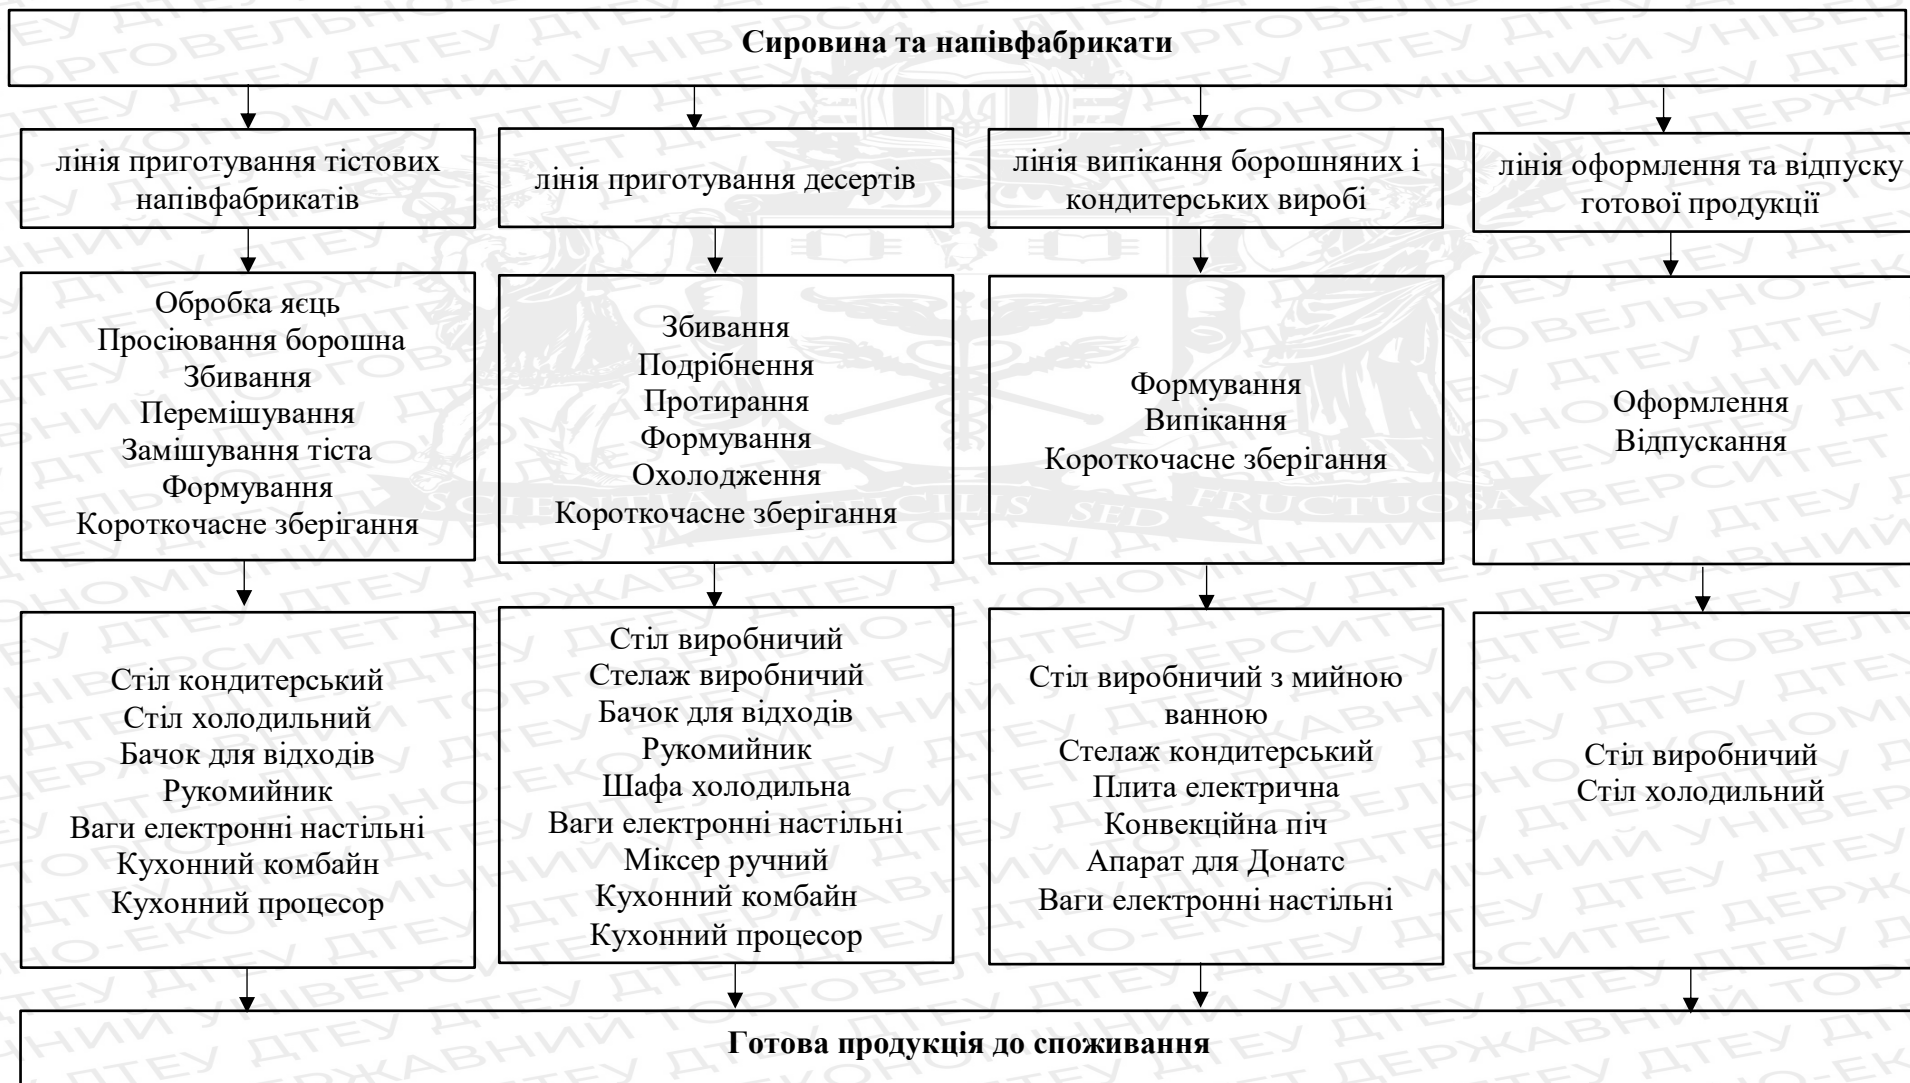 Сировина та напівфабрикати
лінія приготування тістових
напівфабрикатів
лінія приготування десертів
лінія випікання борошняних і
кондитерських виробі
лінія оформлення та відпуску
готової продукції
Обробка яєць
Просіювання борошна
Збивання
Перемішування
Замішування тіста
Формування
Короткочасне зберігання
Збивання
Подрібнення
Протирання
Формування
Охолодження
Короткочасне зберігання
Формування
Випікання
Короткочасне зберігання
Оформлення
Відпускання
Стіл кондитерський
Стіл холодильний
Бачок для відходів
Рукомийник
Ваги електронні настільні
Кухонний комбайн
Кухонний процесор
Стіл виробничий
Стелаж виробничий
Бачок для відходів
Рукомийник
Шафа холодильна
Ваги електронні настільні
Міксер ручний
Кухонний комбайн
Кухонний процесор
Стіл виробничий з мийною
ванною
Стелаж кондитерський
Плита електрична
Конвекційна піч
Апарат для Донатс
Ваги електронні настільні
Стіл виробничий
Стіл холодильний
Готова продукція до споживання